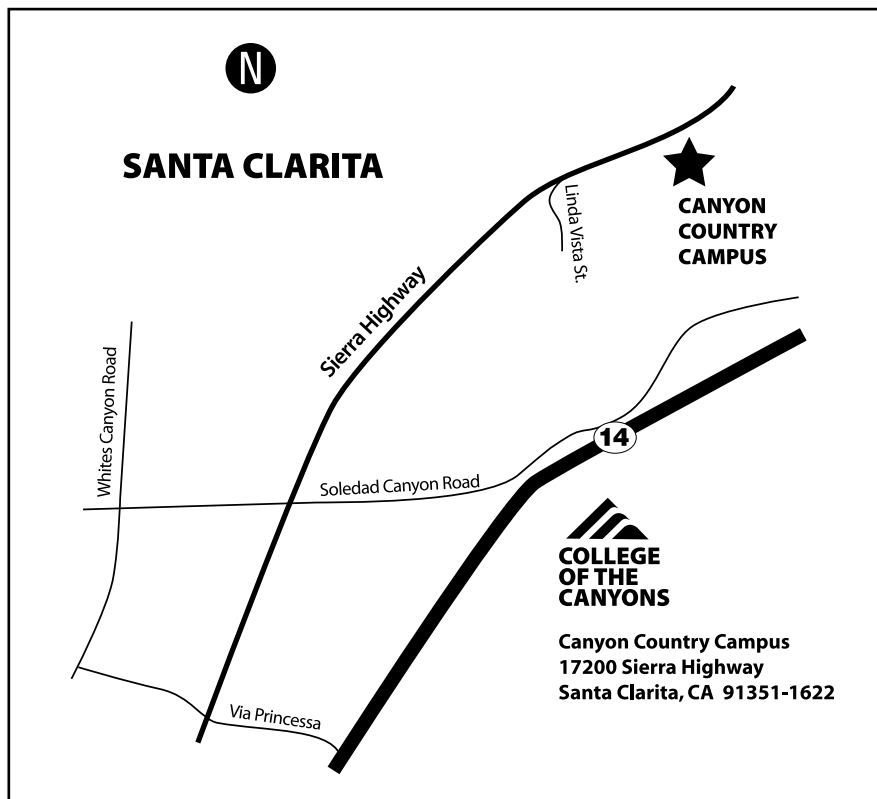 N
SANTA CLARITA
Linda Vista St.
CANYON
COUNTRY
CAMPUS
Sierra Highway
Whites Canyon Road
14
Soledad Canyon Road
COLLEGE
OF THE
CANYONS
Canyon Country Campus
17200 Sierra Highway
Santa Clarita, CA 91351-1622
Via Princessa